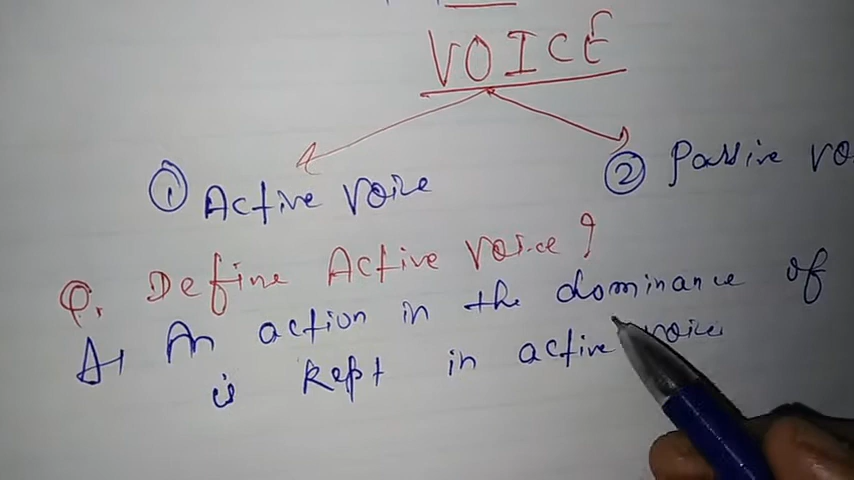 VOICE
① Active Voice
② Passive Vo
Q. Define Active Voice?
A→ An action in the dominance of
is kept in active voice